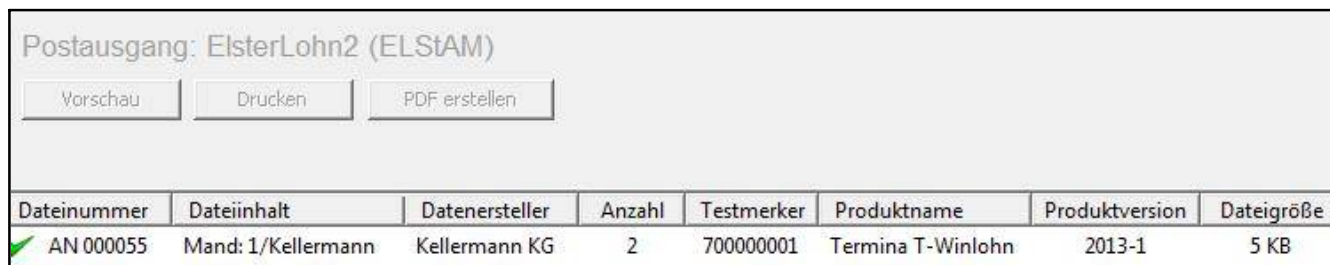 Postausgang: ElsterLohn2 (ELStAM)
Vorschau Drucken PDF erstellen
Dateinummer Dateiinhalt Datenersteller Anzahl Testmerker Produktname Produktversion Dateigröße
AN 000055 Mand: 1/Kellermann Kellermann KG 2 700000001 Termina T-Winlohn 2013-1 5 KB